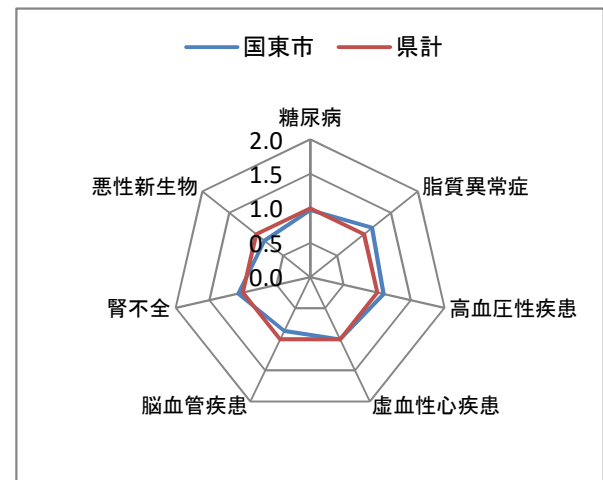 国東市 県計
糖尿病
2.0
1.5
1.0
0.5
0.0
脂質異常症
高血圧性疾患
虚血性心疾患
脳血管疾患
腎不全
悪性新生物